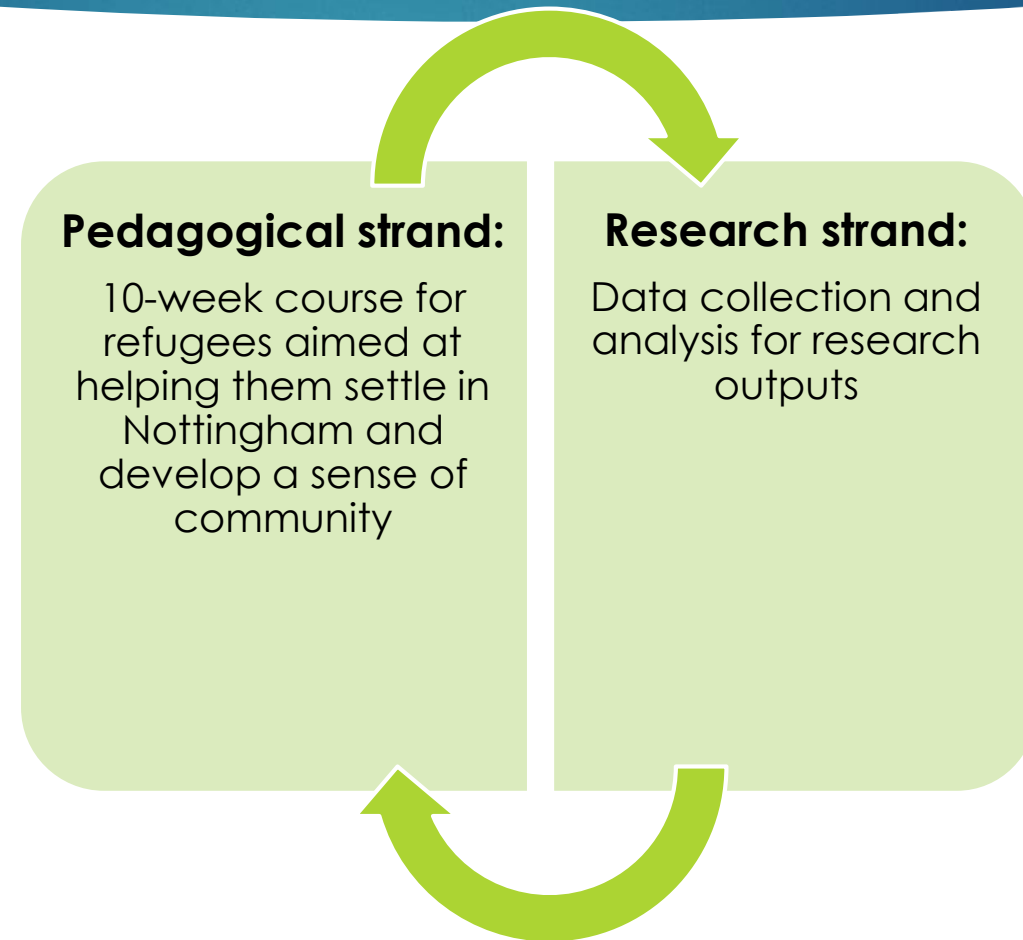 Pedagogical strand:
10-week course for
refugees aimed at
helping them settle in
Nottingham and
develop a sense of
community
Research strand:
Data collection and
analysis for research
outputs